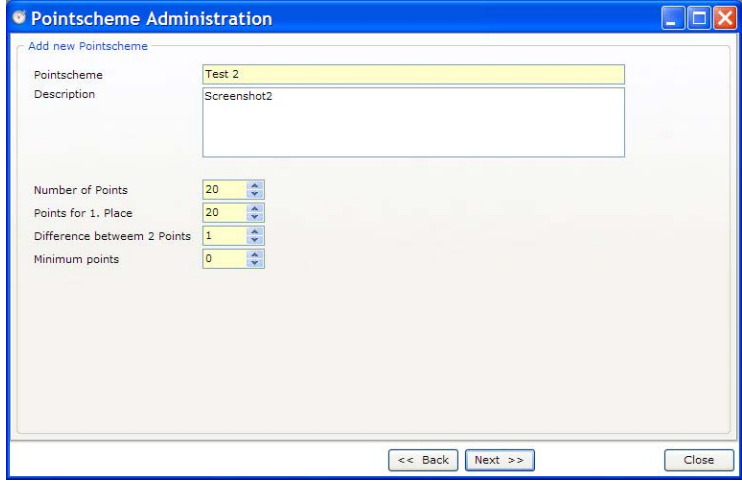 Pointscheme Administration
Add new Pointscheme
Pointscheme Test 2
Description Screenshot2
Number of Points 20
Points for 1. Place 20
Difference betweem 2 Points 1
Minimum points 0
<< Back Next >> Close